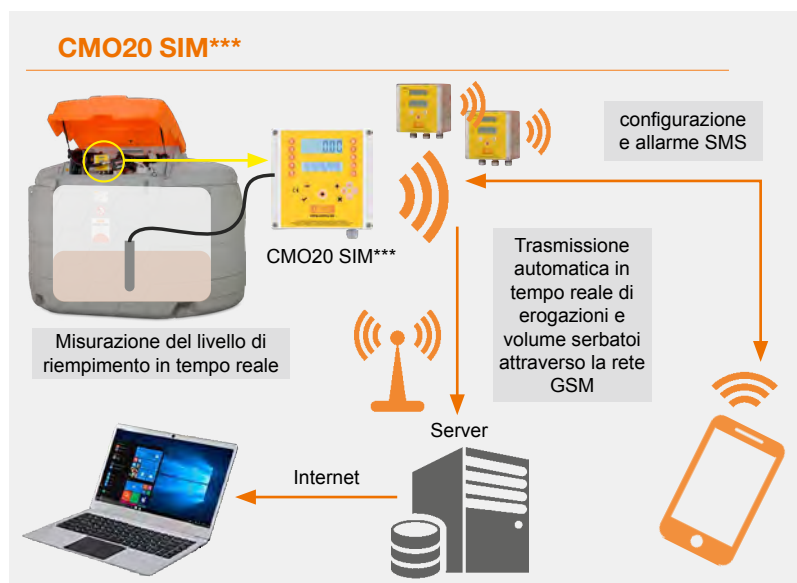 CMO20 SIM***
configurazione
e allarme SMS
000
CMO20 SIM***
Misurazione del livello di
riempimento in tempo reale
Trasmissione
automatica in
tempo reale di
erogazioni e
volume serbatoi
attraverso la rete
GSM
Server
Internet